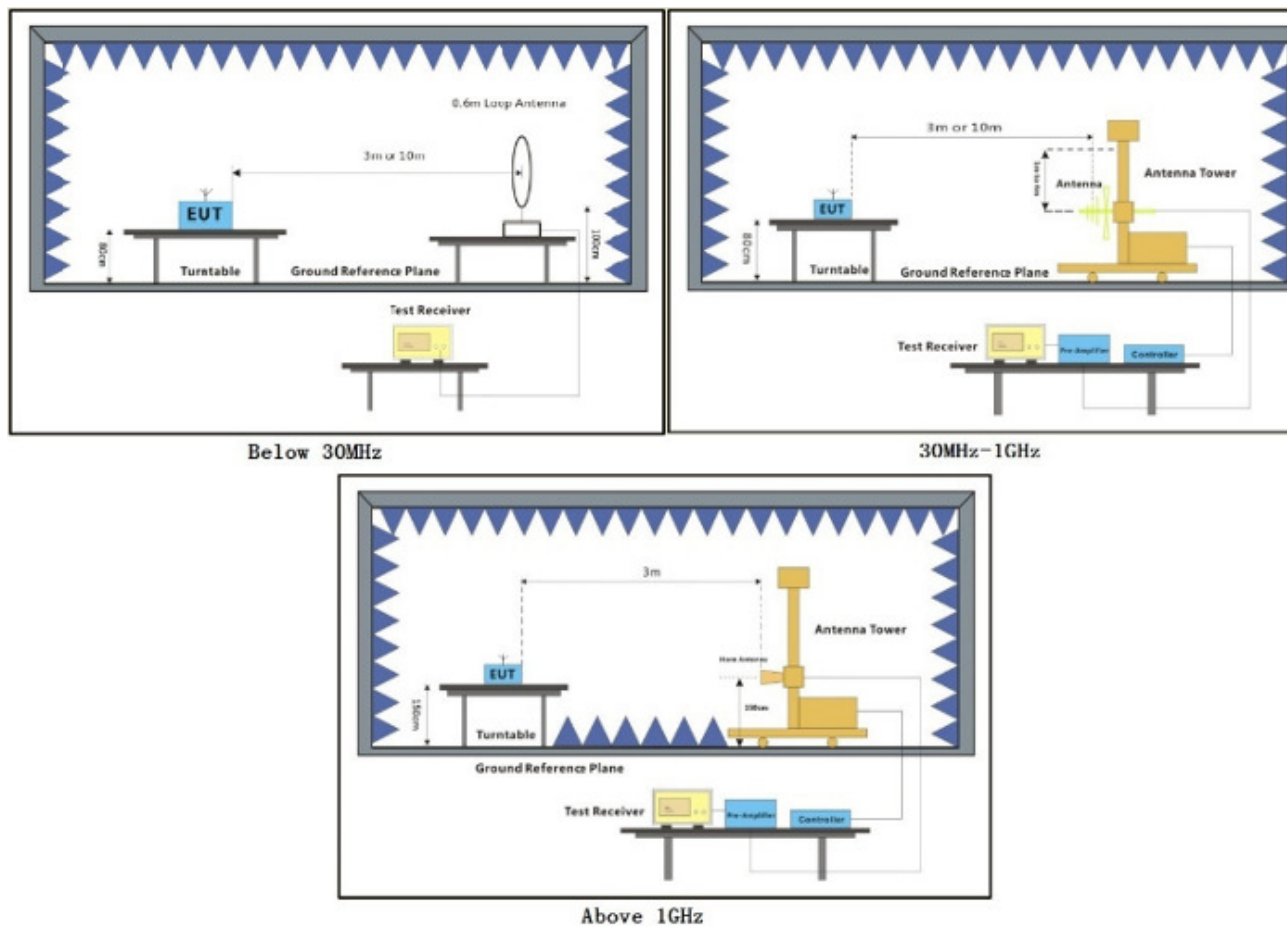 0.6m Loop Antenna
3m or 10m
EUT
80cm
100cm
Turntable
Ground Reference Plane
Test Receiver
Below 30MHz
3m or 10m
Antenna
Antenna Tower
EUT
80cm
Turntable
Ground Reference Plane
Test Receiver
Pre-Amplifier
Controller
30MHz-1GHz
3m
Antenna Tower
Horn Antenna
EUT
150cm
Turntable
Ground Reference Plane
Test Receiver
Pre-Amplifier
Controller
Above 1GHz